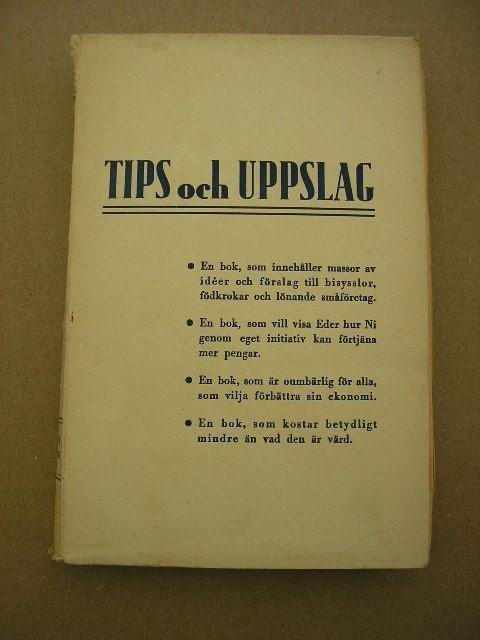 TIPS och UPPSLAG
● En bok, som innehåller massor av
idéer och förslag till bisysslor,
födkrokar och lönande småföretag.
● En bok, som vill visa Eder hur Ni
genom eget initiativ kan förtjäna
mer pengar.
● En bok, som är oumbärlig för alla,
som vilja förbättra sin ekonomi.
● En bok, som kostar betydligt
mindre än vad den är värd.